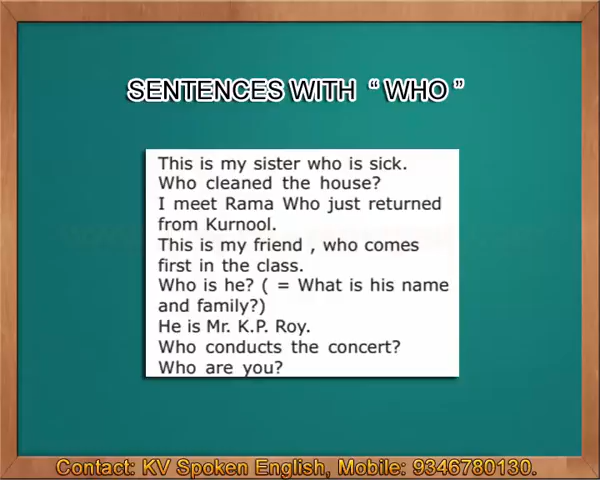 SENTENCES WITH “ WHO ”
This is my sister who is sick.
Who cleaned the house?
I meet Rama Who just returned
from Kurnool.
This is my friend , who comes
first in the class.
Who is he? ( = What is his name
and family?)
He is Mr. K.P. Roy.
Who conducts the concert?
Who are you?
Contact: KV Spoken English, Mobile: 9346780130.